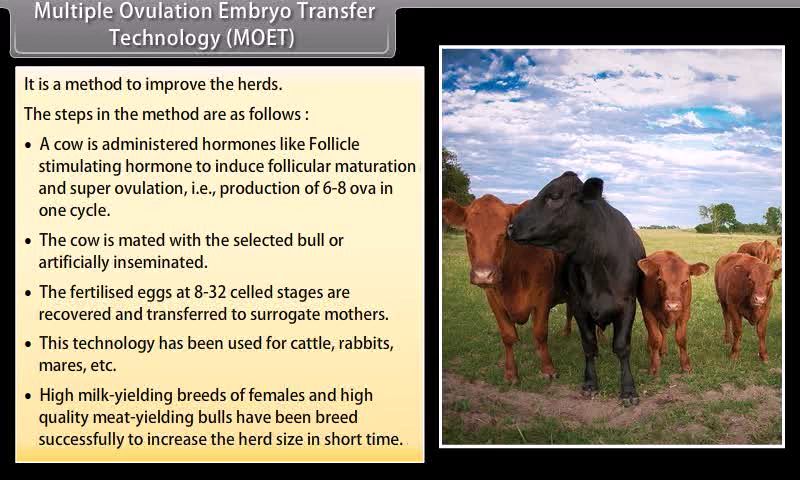 Multiple Ovulation Embryo Transfer
Technology (MOET)
It is a method to improve the herds.
The steps in the method are as follows :
• A cow is administered hormones like Follicle
stimulating hormone to induce follicular maturation
and super ovulation, i.e., production of 6-8 ova in
one cycle.
• The cow is mated with the selected bull or
artificially inseminated.
• The fertilised eggs at 8-32 celled stages are
recovered and transferred to surrogate mothers.
• This technology has been used for cattle, rabbits,
mares, etc.
• High milk-yielding breeds of females and high
quality meat-yielding bulls have been breed
successfully to increase the herd size in short time.